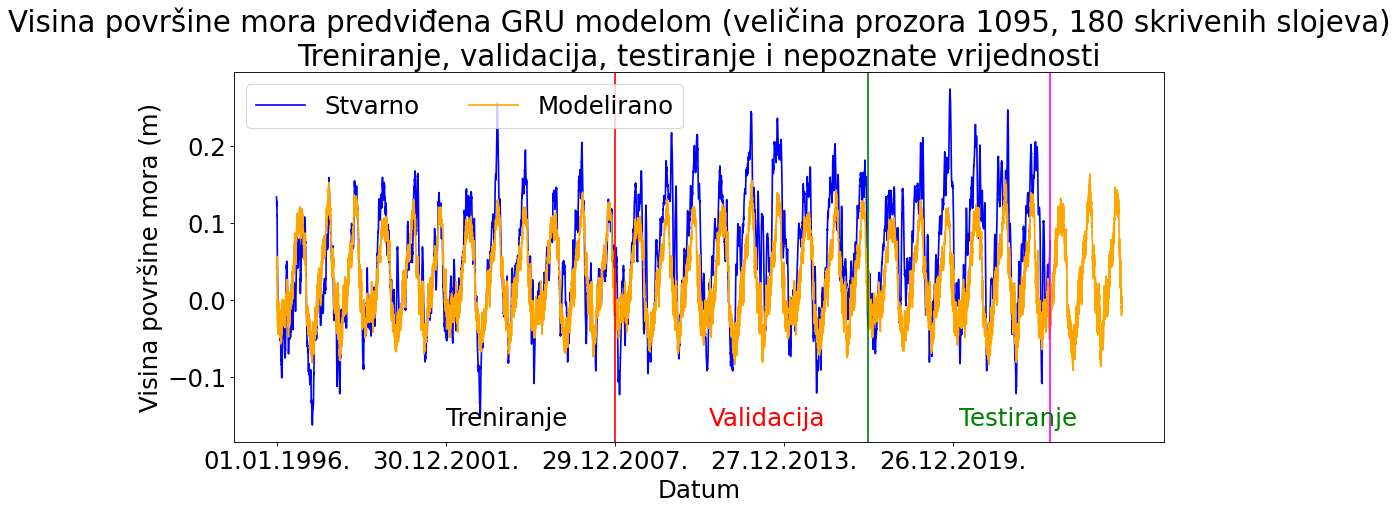 Visina površine mora predviđena GRU modelom (veličina prozora 1095, 180 skrivenih slojeva)
Treniranje, validacija, testiranje i nepoznate vrijednosti
Stvarno
Modelirano
Visina površine mora (m)
0.2
0.1
0.0
−0.1
Treniranje
Validacija
Testiranje
01.01.1996.
30.12.2001.
29.12.2007.
27.12.2013.
26.12.2019.
Datum